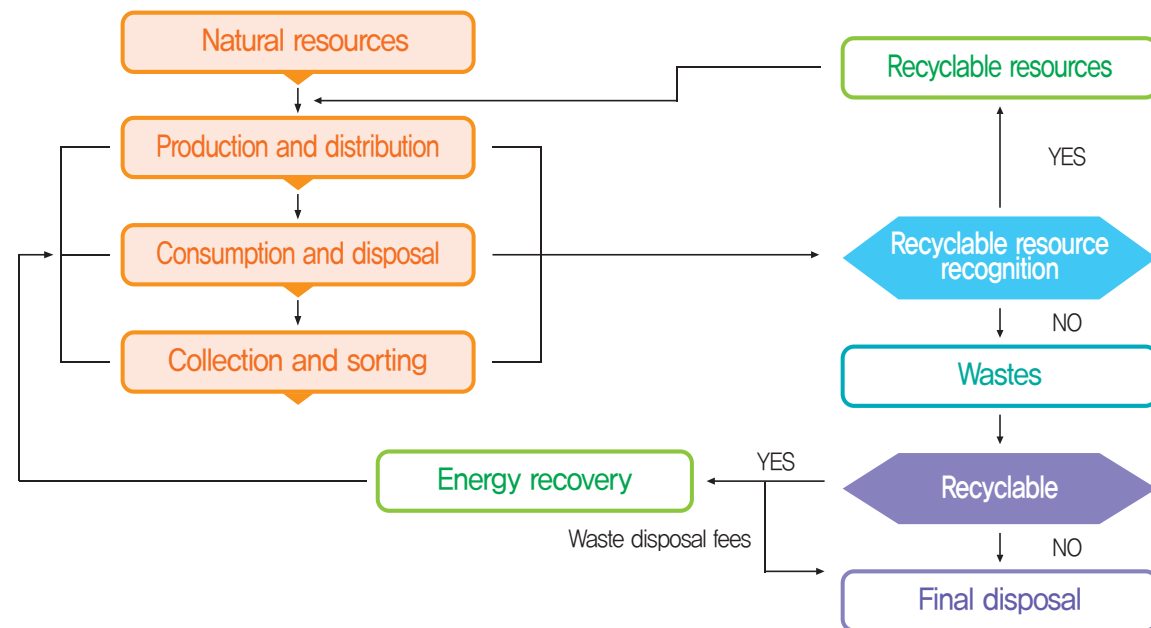 Natural resources
Recyclable resources
Production and distribution
YES
Consumption and disposal
Recyclable resource
recognition
NO
Collection and sorting
Wastes
YES
Energy recovery
Recyclable
Waste disposal fees
NO
Final disposal